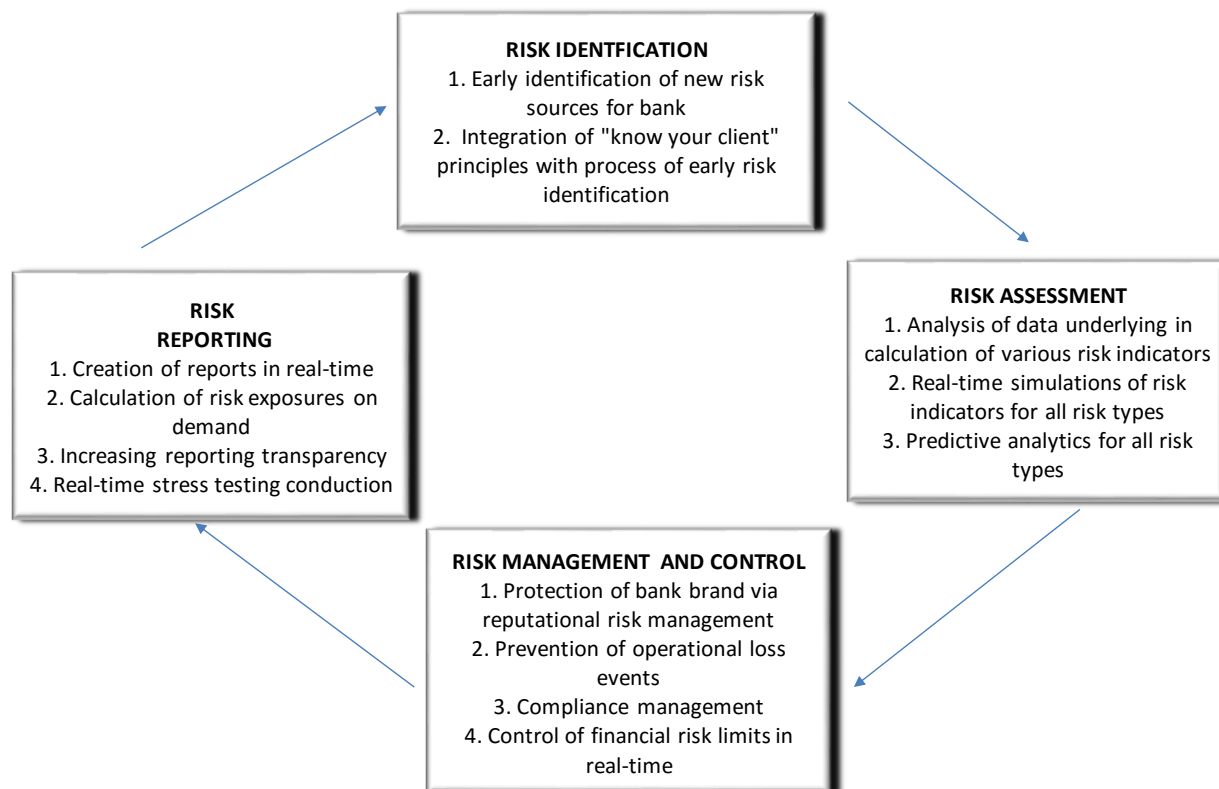 RISK IDENTFICATION
1. Early identification of new risk
sources for bank
2. Integration of "know your client"
principles with process of early risk
identification
RISK ASSESSMENT
1. Analysis of data underlying in
calculation of various risk indicators
2. Real-time simulations of risk
indicators for all risk types
3. Predictive analytics for all risk
types
RISK MANAGEMENT AND CONTROL
1. Protection of bank brand via
reputational risk management
2. Prevention of operational loss
events
3. Compliance management
4. Control of financial risk limits in
real-time
RISK
REPORTING
1. Creation of reports in real-time
2. Calculation of risk exposures on
demand
3. Increasing reporting transparency
4. Real-time stress testing conduction